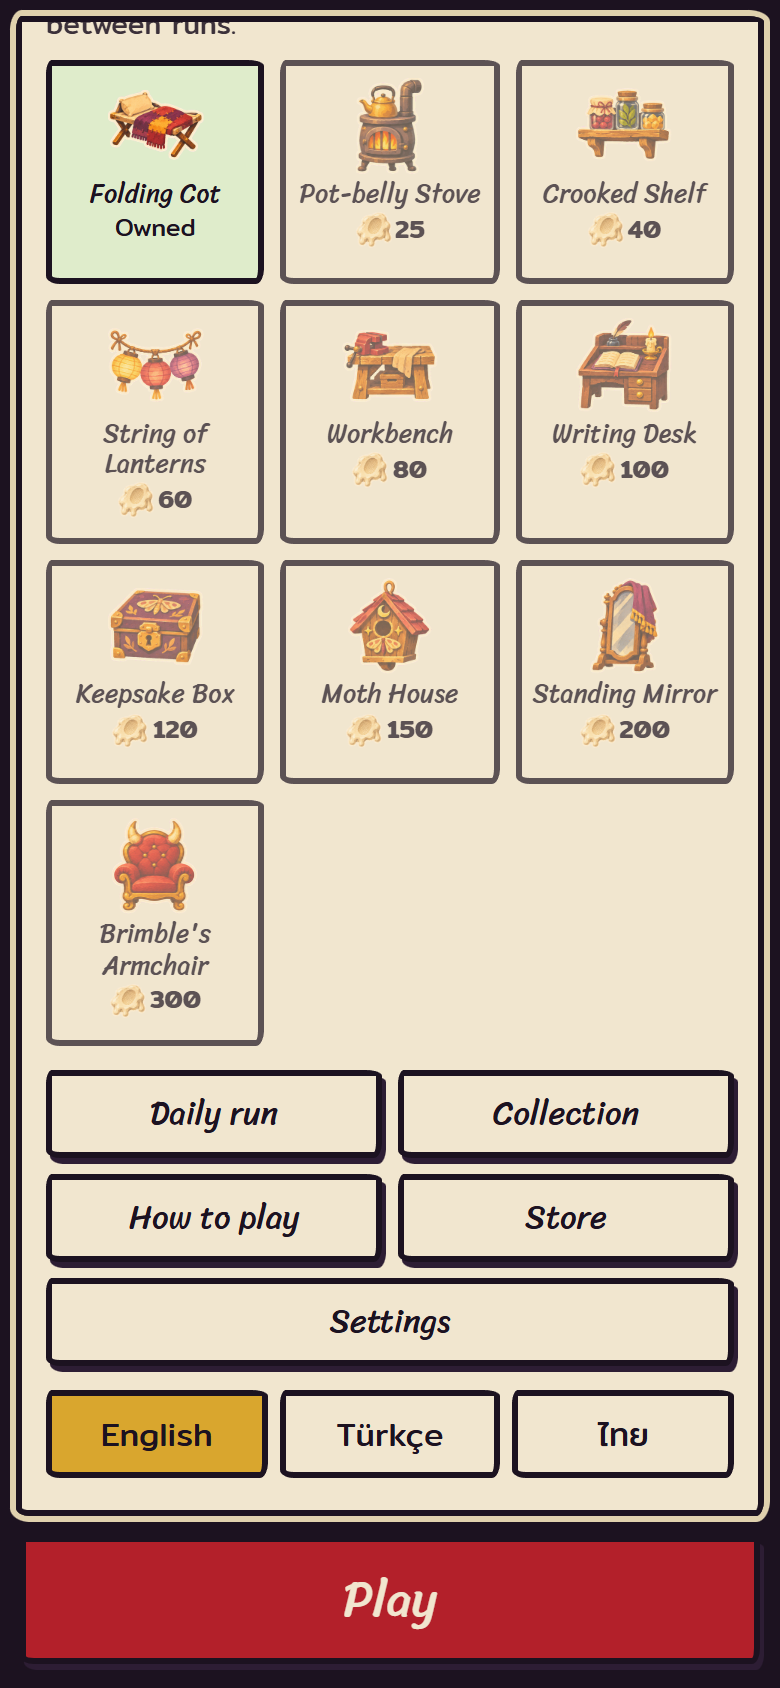 between runs.
Folding Cot
Owned
Pot-belly Stove
25
Crooked Shelf
40
String of
Lanterns
60
Workbench
80
Writing Desk
100
Keepsake Box
120
Moth House
150
Standing Mirror
200
Brimble's
Armchair
300
Daily run
Collection
How to play
Store
Settings
English
Türkçe
ไทย
Play